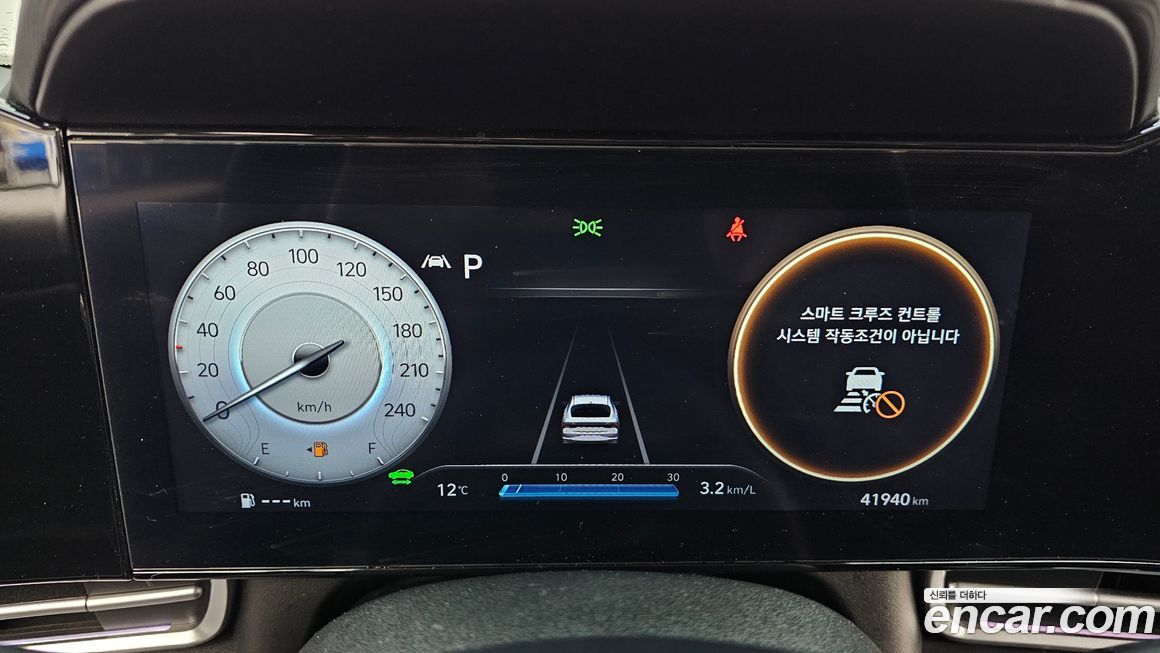 0
20
40
60
80
100
120
150
180
210
240
km/h
E
F
P
스마트 크루즈 컨트롤
시스템 작동조건이 아닙니다
--- km
12℃
0 10 20 30
3.2 km/L
41940 km
신뢰를 더하다
encar.com